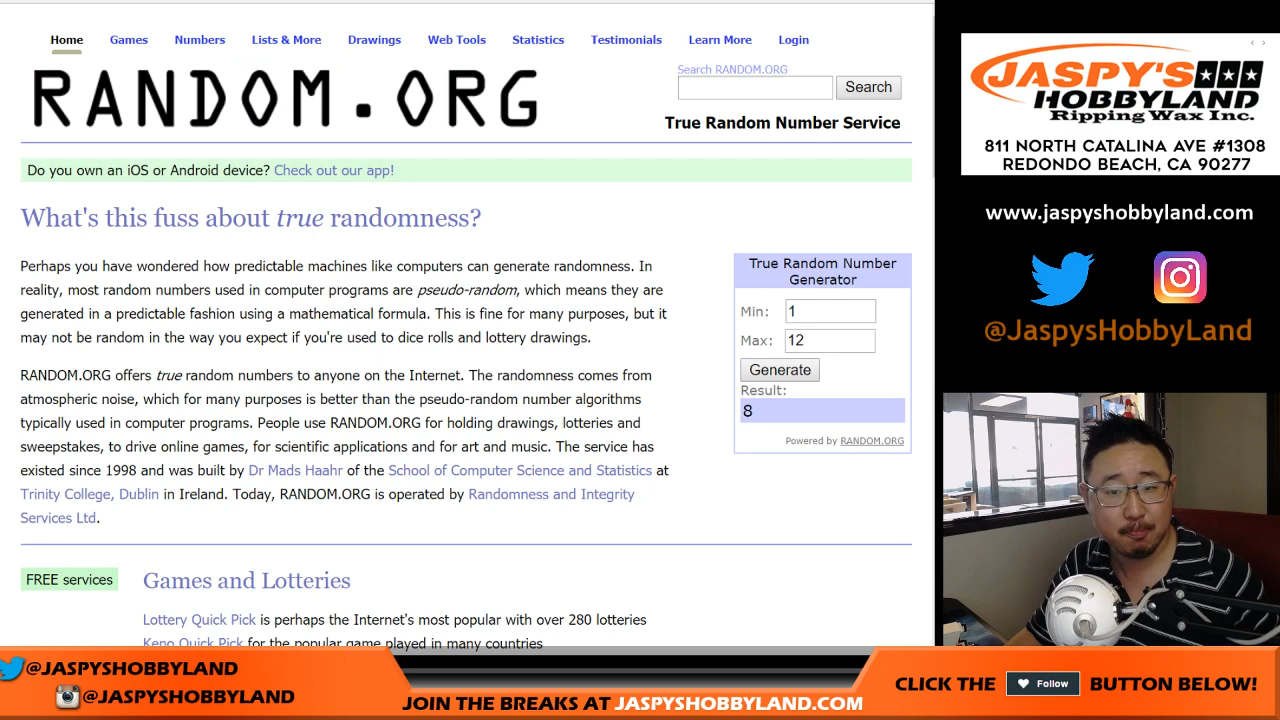 Home Games Numbers Lists & More Drawings Web Tools Statistics Testimonials Learn More Login
RANDOM.ORG
Search RANDOM.ORG
Search
True Random Number Service
Do you own an iOS or Android device? Check out our app!
What's this fuss about true randomness?
Perhaps you have wondered how predictable machines like computers can generate randomness. In
reality, most random numbers used in computer programs are pseudo-random, which means they are
generated in a predictable fashion using a mathematical formula. This is fine for many purposes, but it
may not be random in the way you expect if you're used to dice rolls and lottery drawings.
RANDOM.ORG offers true random numbers to anyone on the Internet. The randomness comes from
atmospheric noise, which for many purposes is better than the pseudo-random number algorithms
typically used in computer programs. People use RANDOM.ORG for holding drawings, lotteries and
sweepstakes, to drive online games, for scientific applications and for art and music. The service has
existed since 1998 and was built by Dr Mads Haahr of the School of Computer Science and Statistics at
Trinity College, Dublin in Ireland. Today, RANDOM.ORG is operated by Randomness and Integrity
Services Ltd.
True Random Number
Generator
Min: 1
Max: 12
Generate
Result:
8
Powered by RANDOM.ORG
FREE services
Games and Lotteries
Lottery Quick Pick is perhaps the Internet's most popular with over 280 lotteries
Keno Quick Pick for the popular game played in many countries
JASPY'S
HOBBYLAND
Ripping Wax Inc.
811 NORTH CATALINA AVE #1308
REDONDO BEACH, CA 90277
www.jaspyshobbyland.com
@JaspysHobbyLand
@JASPYSHOBBYLAND
@JASPYSHOBBYLAND
JOIN THE BREAKS AT JASPYSHOBBYLAND.COM
CLICK THE Follow BUTTON BELOW!